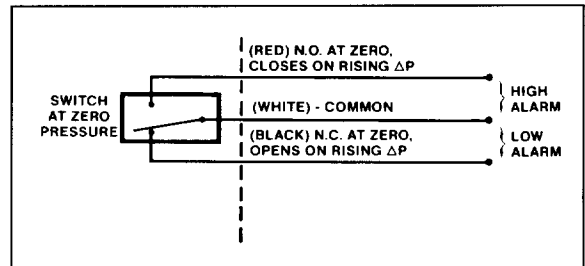 (RED) N.O. AT ZERO,
CLOSES ON RISING ΔP
SWITCH
AT ZERO
PRESSURE
(WHITE) - COMMON
(BLACK) N.C. AT ZERO,
OPENS ON RISING ΔP
HIGH
ALARM
LOW
ALARM